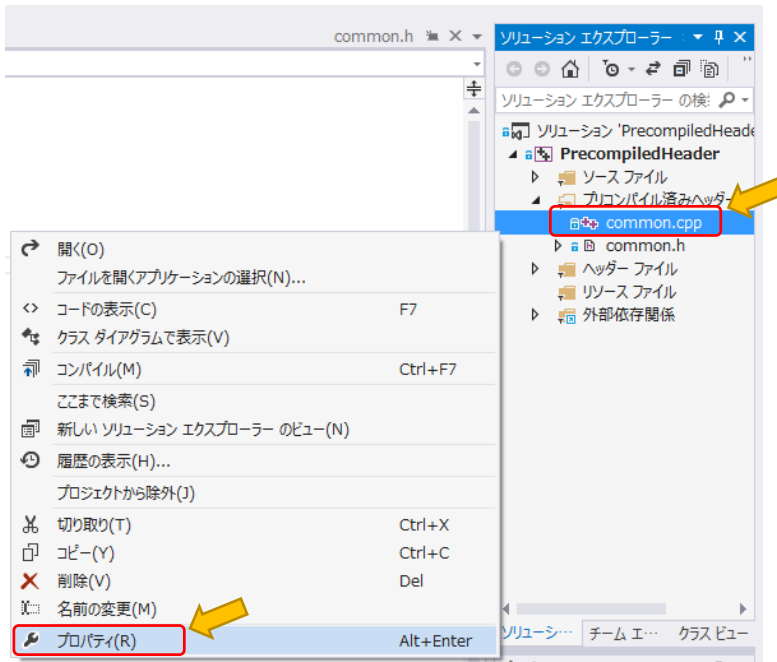 common.h
ソリューション エクスプローラー
ソリューション エクスプローラー の検
ソリューション 'PrecompiledHeade
PrecompiledHeader
ソース ファイル
プリコンパイル済みヘッダー
common.cpp
common.h
ヘッダー ファイル
リソース ファイル
外部依存関係
開く(O)
ファイルを開くアプリケーションの選択(N)...
コードの表示(C) F7
クラス ダイアグラムで表示(V)
コンパイル(M) Ctrl+F7
ここまで検索(S)
新しい ソリューション エクスプローラー のビュー(N)
履歴の表示(H)...
プロジェクトから除外(J)
切り取り(T) Ctrl+X
コピー(Y) Ctrl+C
削除(V) Del
名前の変更(M)
プロパティ(R) Alt+Enter
ソリューシ… チーム エ… クラス ビュー